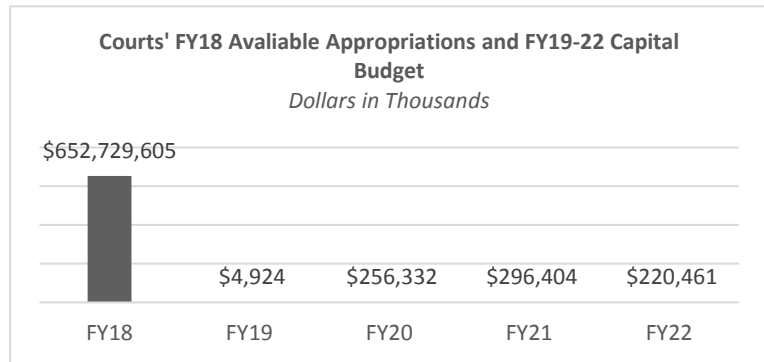 Courts' FY18 Avaliable Appropriations and FY19-22 Capital
Budget
Dollars in Thousands
$652,729,605
$4,924 $256,332 $296,404 $220,461
FY18 FY19 FY20 FY21 FY22